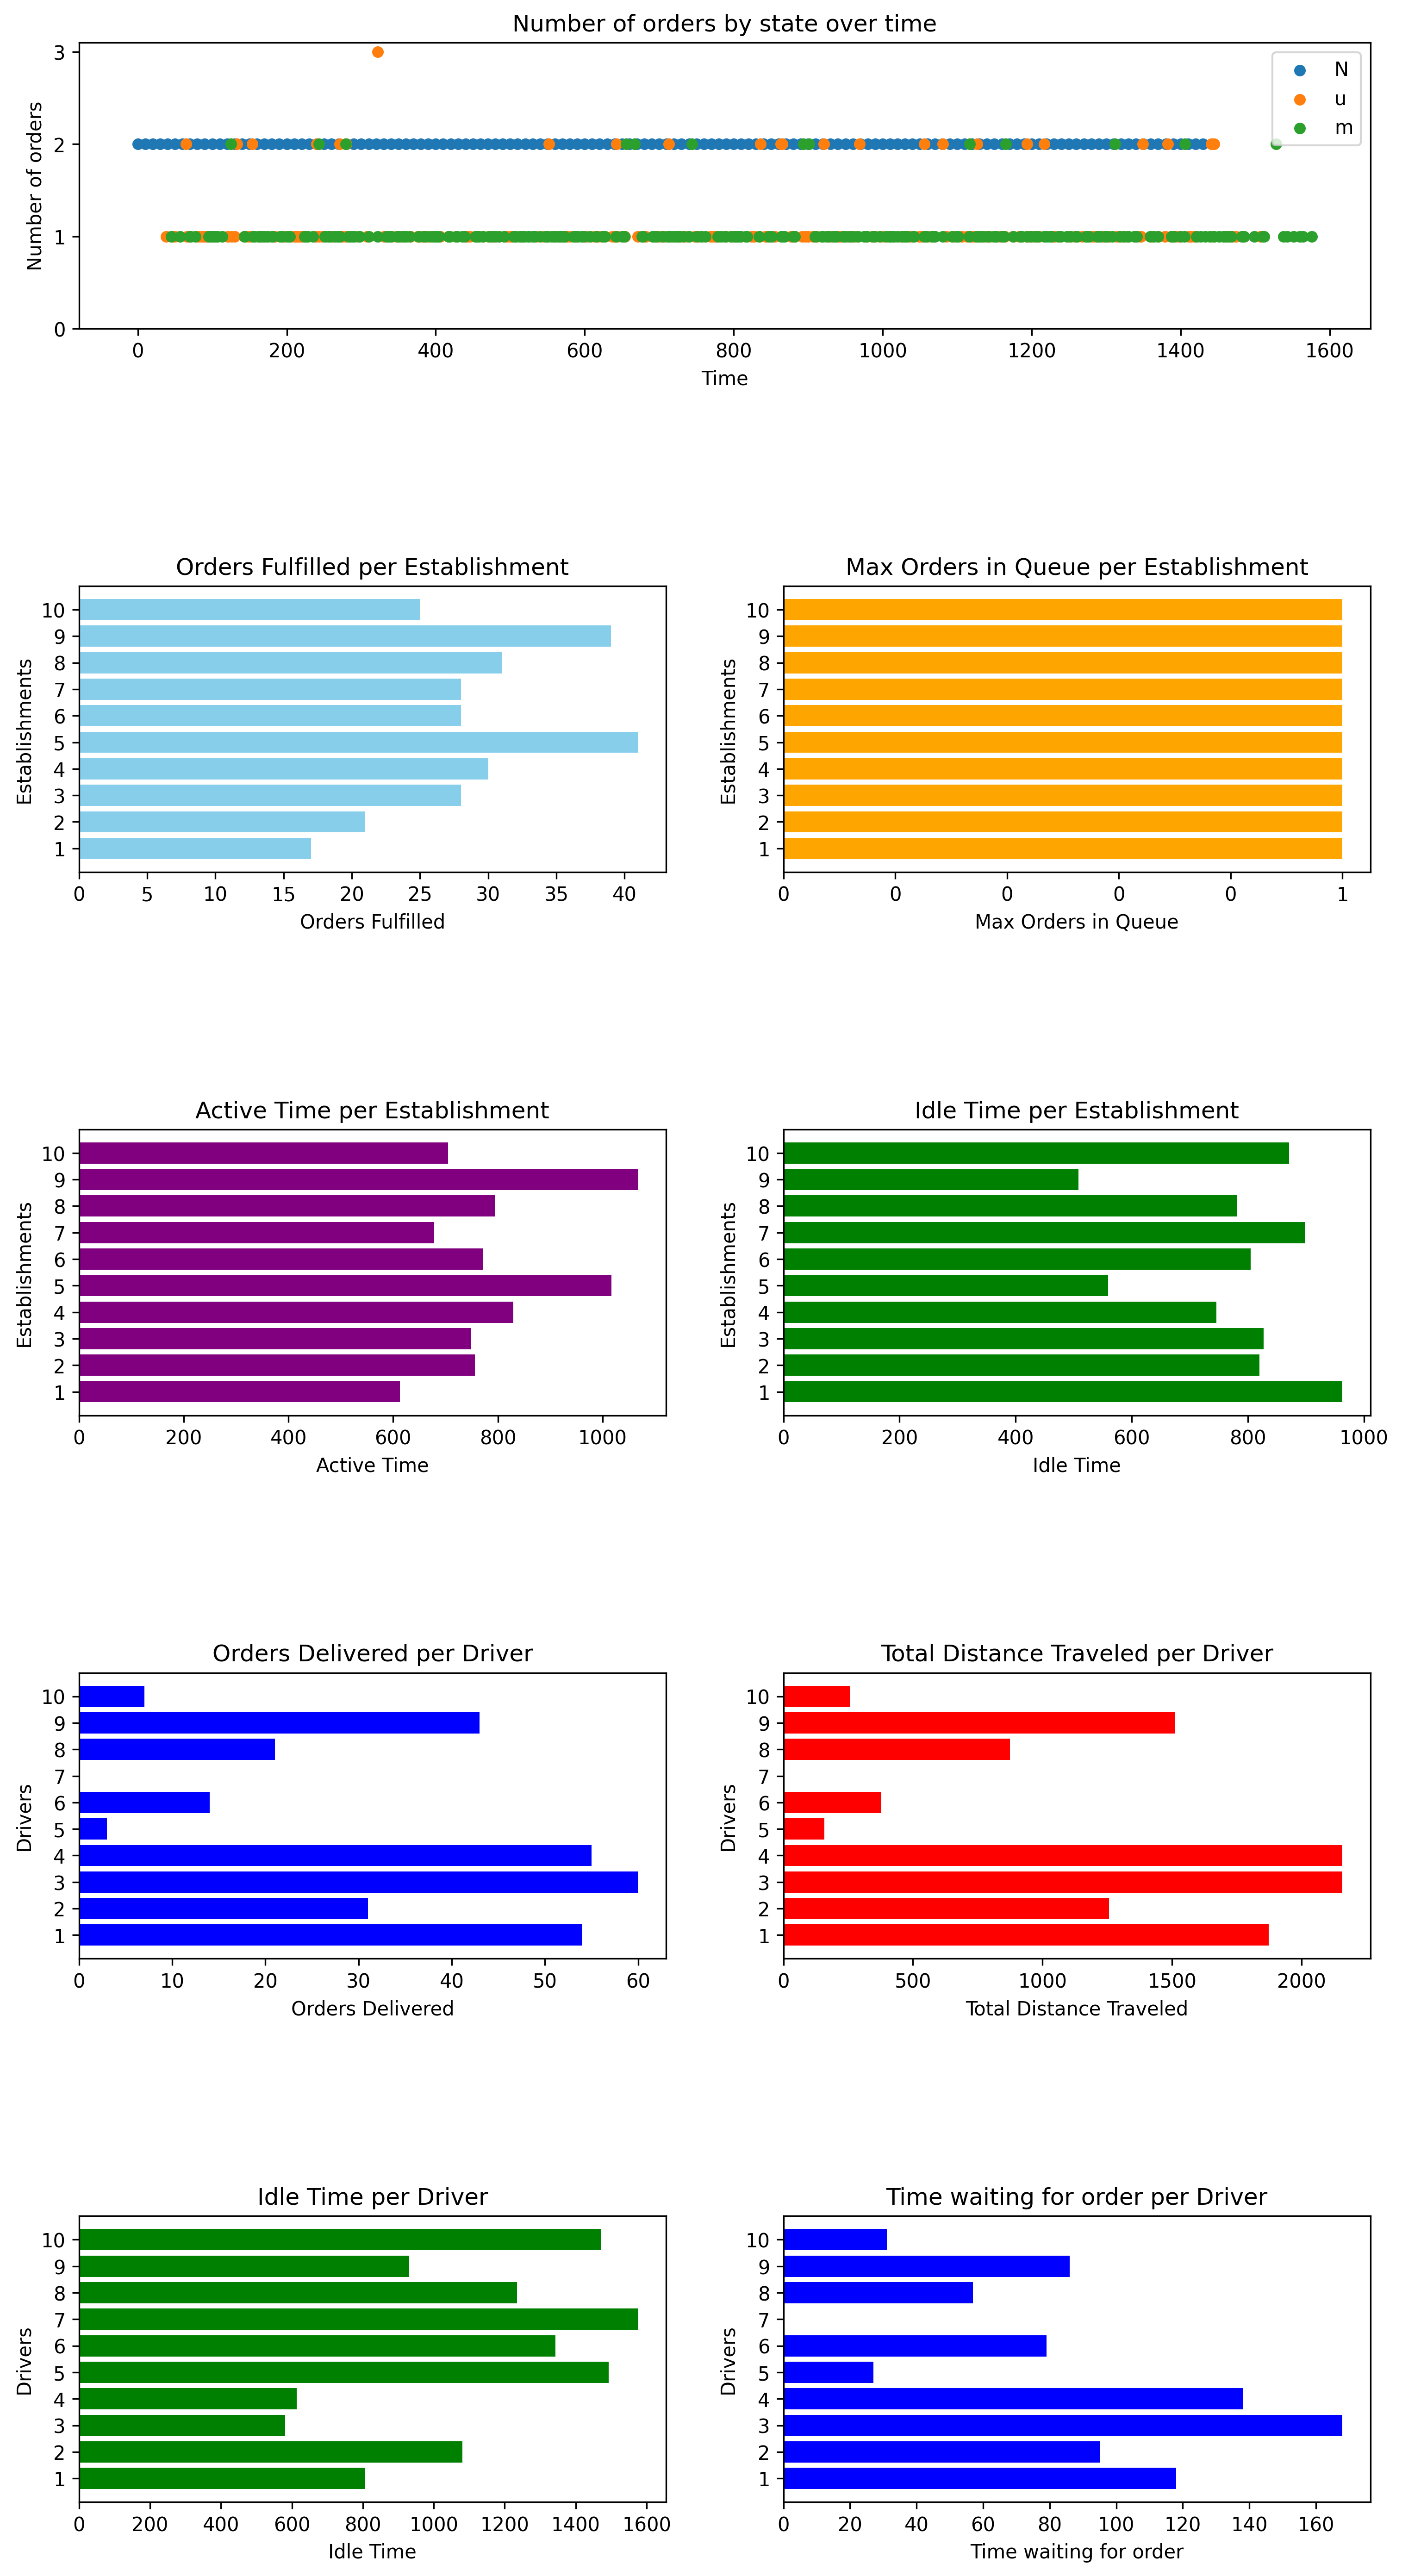 Number of orders by state over time
3
2
1
0
Number of orders
N
u
m
0 200 400 600 800 1000 1200 1400 1600
Time
Orders Fulfilled per Establishment
10
9
8
7
6
5
4
3
2
1
Establishments
0 5 10 15 20 25 30 35 40
Orders Fulfilled
Max Orders in Queue per Establishment
10
9
8
7
6
5
4
3
2
1
Establishments
0 0 0 0 0 1
Max Orders in Queue
Active Time per Establishment
10
9
8
7
6
5
4
3
2
1
Establishments
0 200 400 600 800 1000
Active Time
Idle Time per Establishment
10
9
8
7
6
5
4
3
2
1
Establishments
0 200 400 600 800 1000
Idle Time
Orders Delivered per Driver
10
9
8
7
6
5
4
3
2
1
Drivers
0 10 20 30 40 50 60
Orders Delivered
Total Distance Traveled per Driver
10
9
8
7
6
5
4
3
2
1
Drivers
0 500 1000 1500 2000
Total Distance Traveled
Idle Time per Driver
10
9
8
7
6
5
4
3
2
1
Drivers
0 200 400 600 800 1000 1200 1400 1600
Idle Time
Time waiting for order per Driver
10
9
8
7
6
5
4
3
2
1
Drivers
0 20 40 60 80 100 120 140 160
Time waiting for order